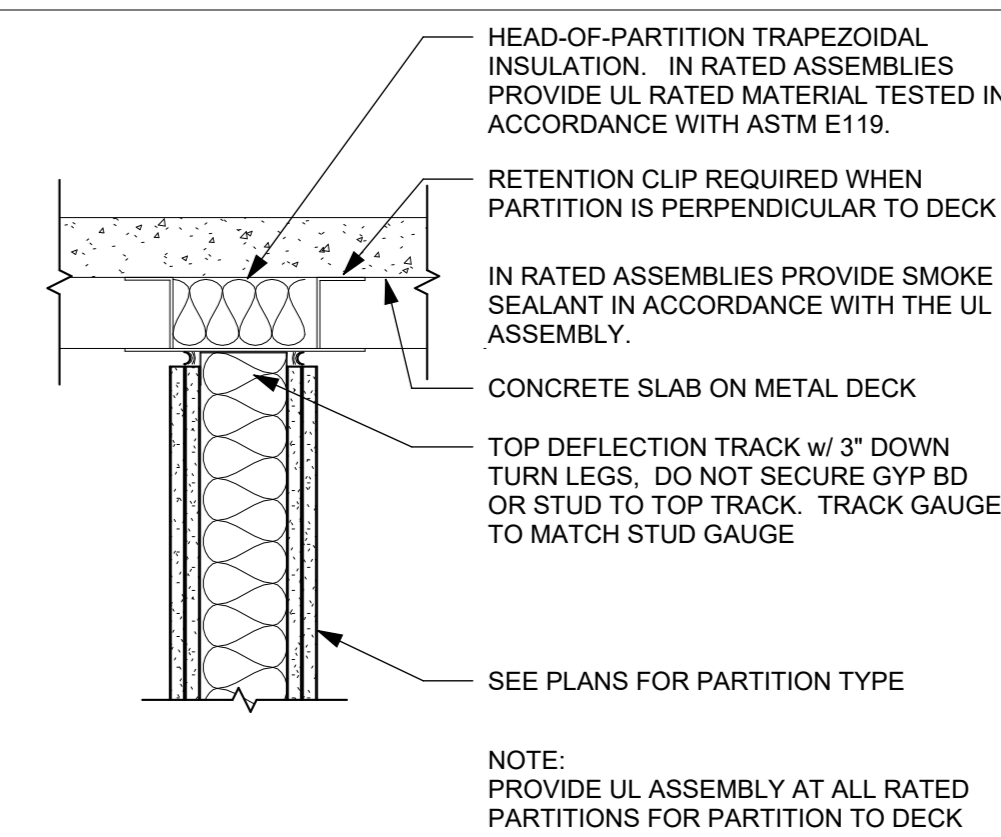 HEAD-OF-PARTITION TRAPEZOIDAL
INSULATION. IN RATED ASSEMBLIES
PROVIDE UL RATED MATERIAL TESTED IN
ACCORDANCE WITH ASTM E119.
RETENTION CLIP REQUIRED WHEN
PARTITION IS PERPENDICULAR TO DECK
IN RATED ASSEMBLIES PROVIDE SMOKE
SEALANT IN ACCORDANCE WITH THE UL
ASSEMBLY.
CONCRETE SLAB ON METAL DECK
TOP DEFLECTION TRACK w/ 3" DOWN
TURN LEGS, DO NOT SECURE GYP BD
OR STUD TO TOP TRACK. TRACK GAUGE
TO MATCH STUD GAUGE
SEE PLANS FOR PARTITION TYPE
NOTE:
PROVIDE UL ASSEMBLY AT ALL RATED
PARTITIONS FOR PARTITION TO DECK